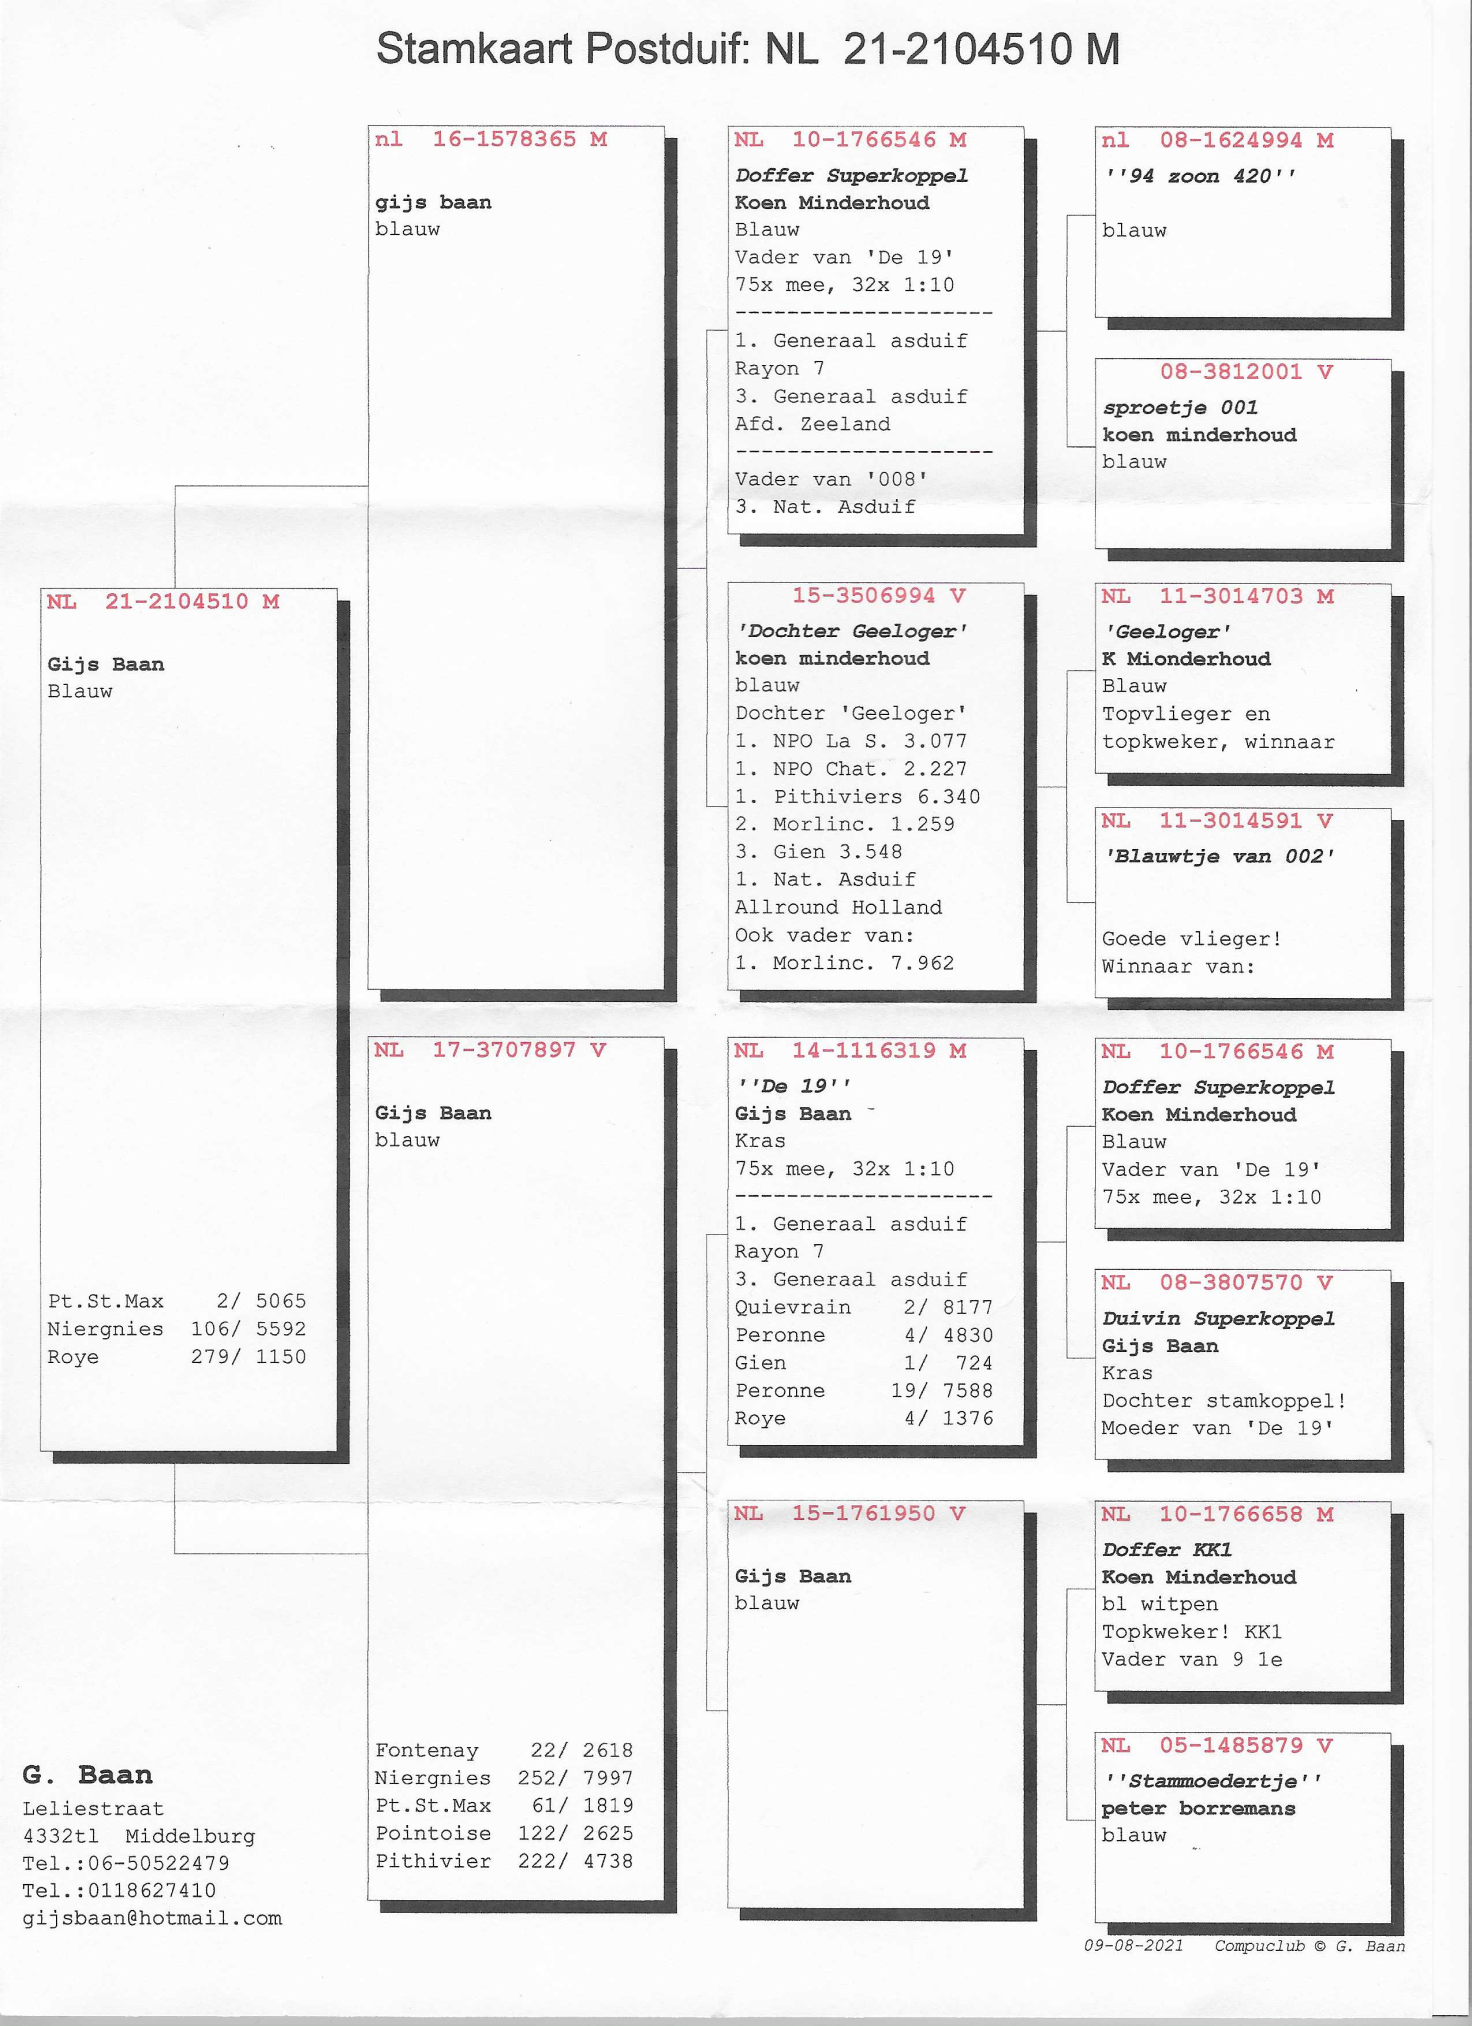 Stamkaart Postduif: NL 21-2104510 M
NL 21-2104510 M
Gijs Baan
Blauw
Pt.St.Max 2/ 5065
Niergnies 106/ 5592
Roye 279/ 1150
nl 16-1578365 M
gijs baan
blauw
NL 17-3707897 V
Gijs Baan
blauw
Fontenay 22/ 2618
Niergnies 252/ 7997
Pt.St.Max 61/ 1819
Pointoise 122/ 2625
Pithivier 222/ 4738
NL 10-1766546 M
Doffer Superkoppel
Koen Minderhoud
Blauw
Vader van 'De 19'
75x mee, 32x 1:10
--------------------
1. Generaal asduif
Rayon 7
3. Generaal asduif
Afd. Zeeland
--------------------
Vader van '008'
3. Nat. Asduif
15-3506994 V
'Dochter Geeloger'
koen minderhoud
blauw
Dochter 'Geeloger'
1. NPO La S. 3.077
1. NPO Chat. 2.227
1. Pithiviers 6.340
2. Morlinc. 1.259
3. Gien 3.548
1. Nat. Asduif
Allround Holland
Ook vader van:
1. Morlinc. 7.962
NL 14-1116319 M
''De 19''
Gijs Baan
Kras
75x mee, 32x 1:10
--------------------
1. Generaal asduif
Rayon 7
3. Generaal asduif
Quievrain 2/ 8177
Peronne 4/ 4830
Gien 1/ 724
Peronne 19/ 7588
Roye 4/ 1376
NL 15-1761950 V
Gijs Baan
blauw
nl 08-1624994 M
''94 zoon 420''
blauw
08-3812001 V
sproetje 001
koen minderhoud
blauw
NL 11-3014703 M
'Geeloger'
K Mionderhoud
Blauw
Topvlieger en
topkweker, winnaar
NL 11-3014591 V
'Blauwtje van 002'
Goede vlieger!
Winnaar van:
NL 10-1766546 M
Doffer Superkoppel
Koen Minderhoud
Blauw
Vader van 'De 19'
75x mee, 32x 1:10
NL 08-3807570 V
Duivin Superkoppel
Gijs Baan
Kras
Dochter stamkoppel!
Moeder van 'De 19'
NL 10-1766658 M
Doffer KK1
Koen Minderhoud
bl witpen
Topkweker! KK1
Vader van 9 1e
NL 05-1485879 V
''Stammoedertje''
peter borremans
blauw
G. Baan
Leliestraat
4332tl Middelburg
Tel.:06-50522479
Tel.:0118627410
gijsbaan@hotmail.com
09-08-2021 Compuclub © G. Baan